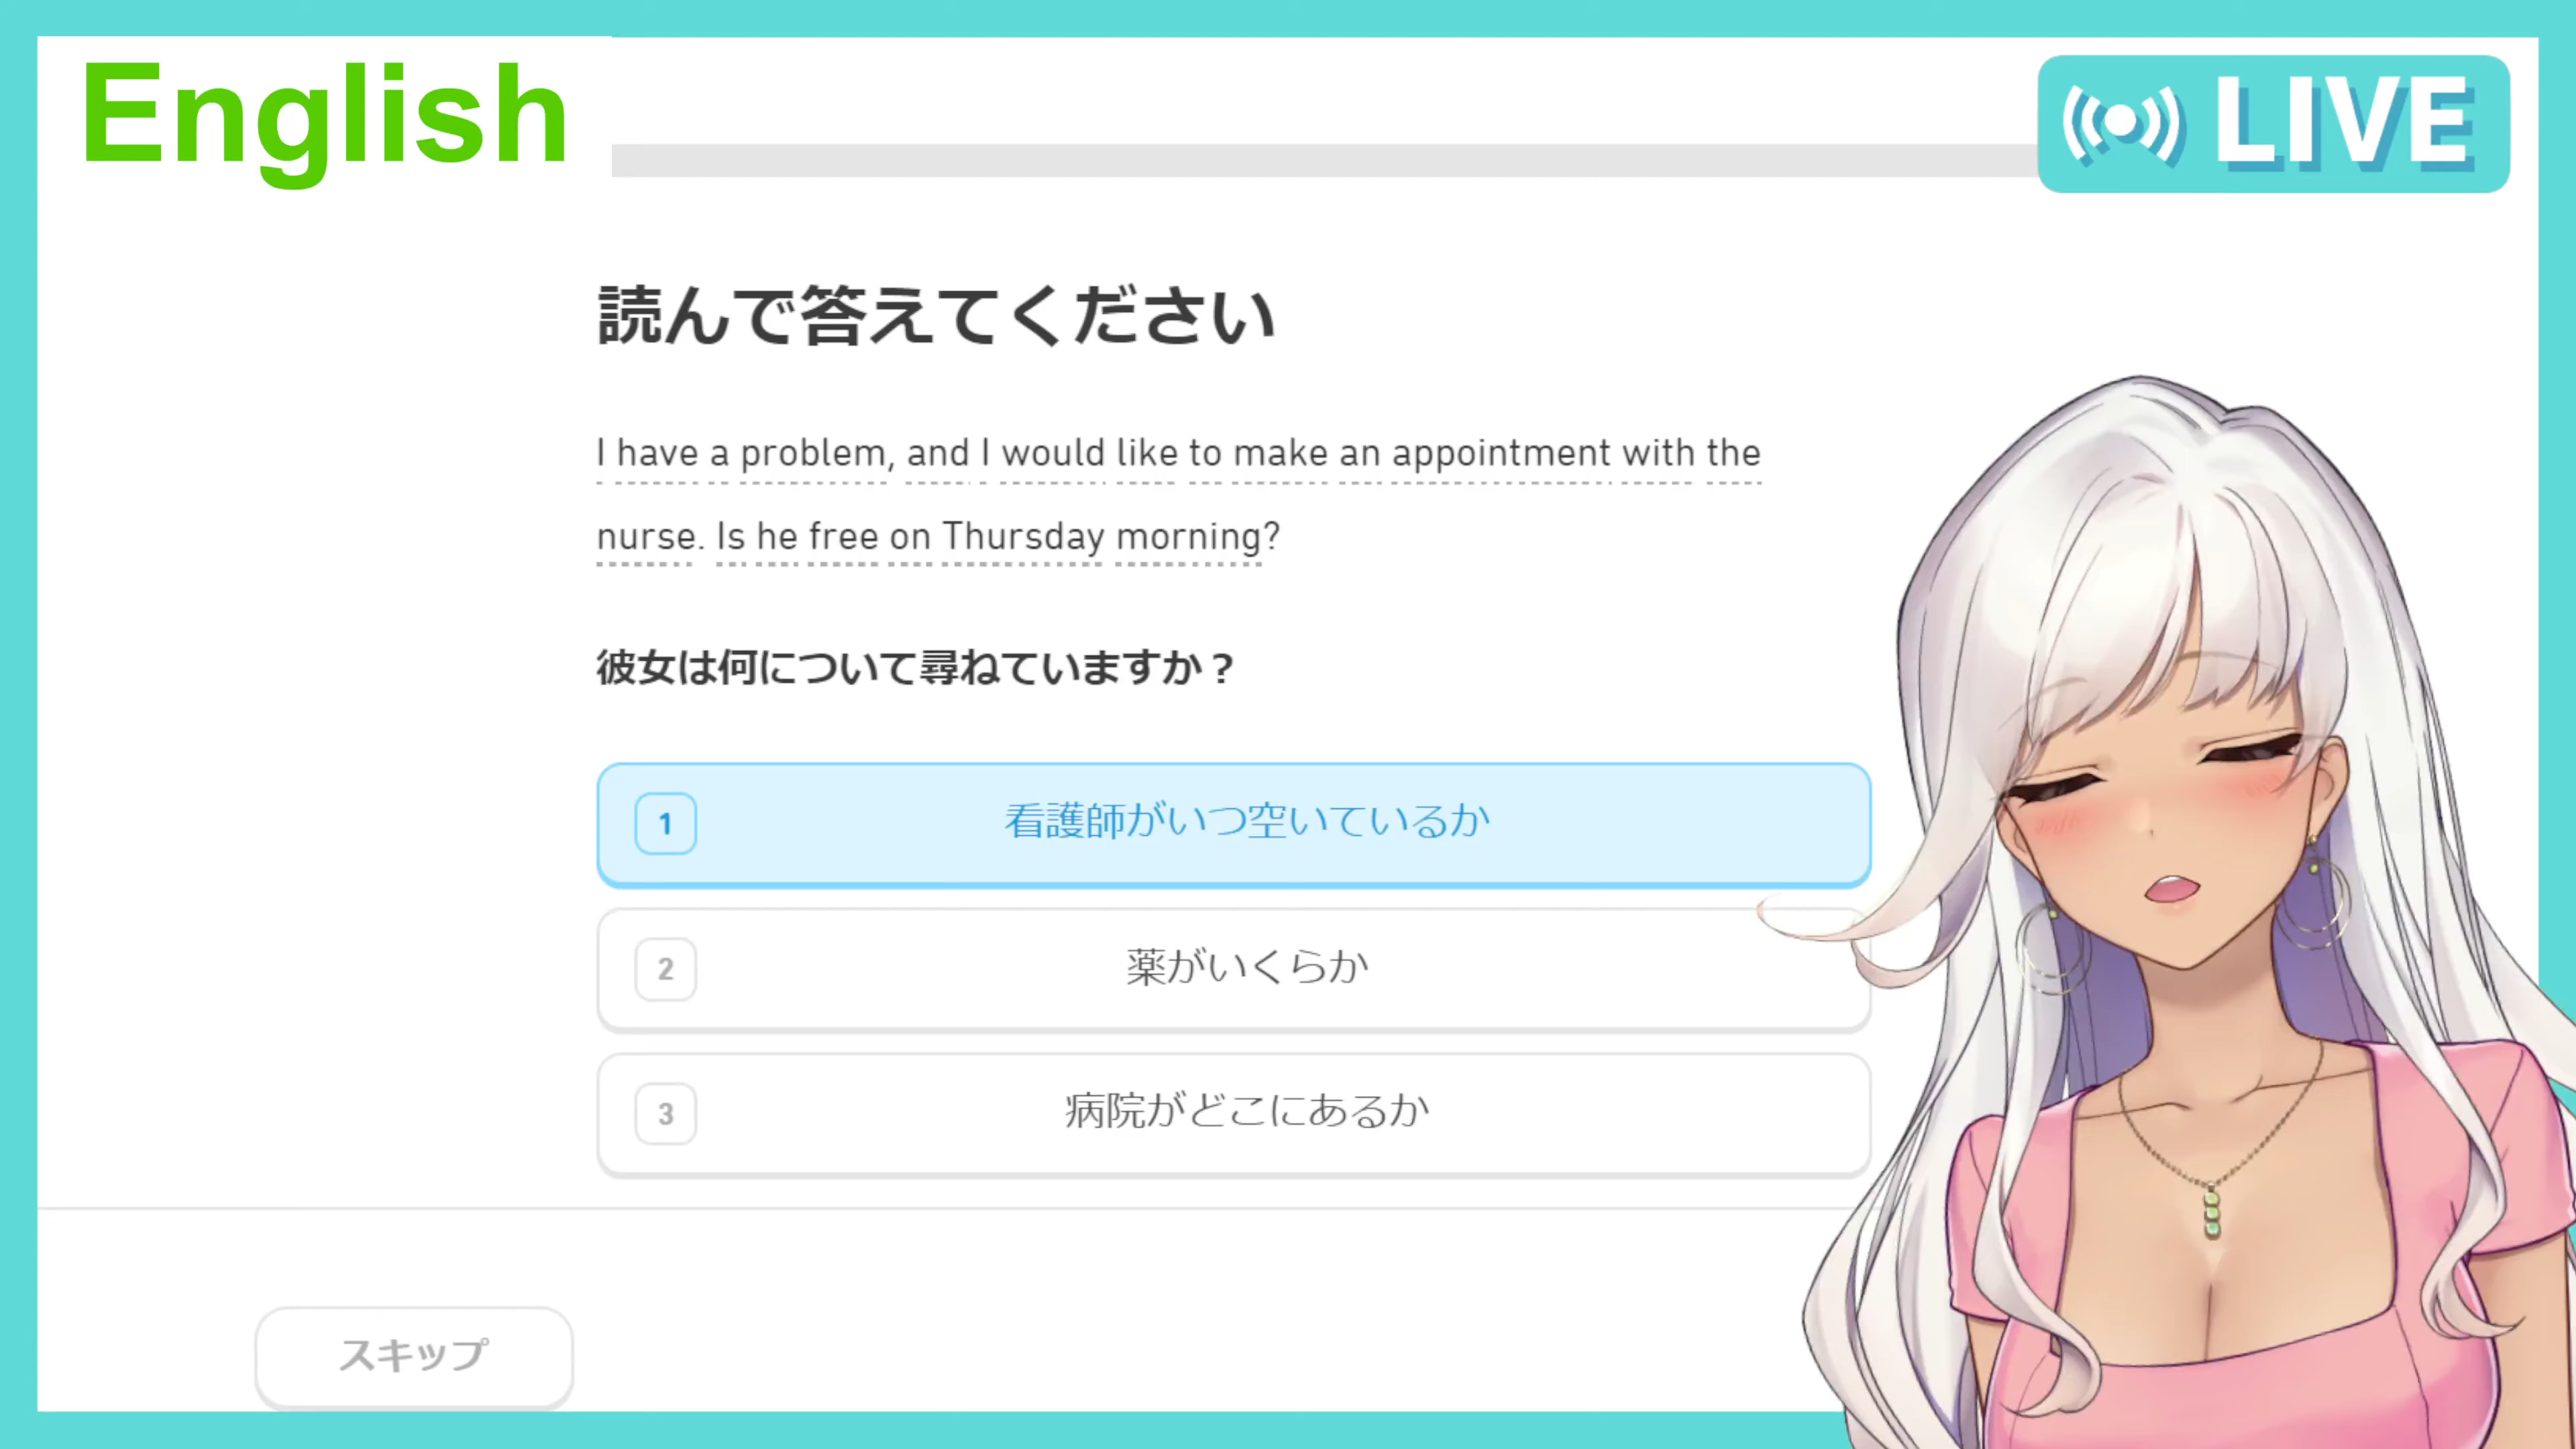 English
LIVE
読んで答えてください
I have a problem, and I would like to make an appointment with the
nurse. Is he free on Thursday morning?
彼女は何について尋ねていますか？
1 看護師がいつ空いているか
2 薬がいくらか
3 病院がどこにあるか
スキップ